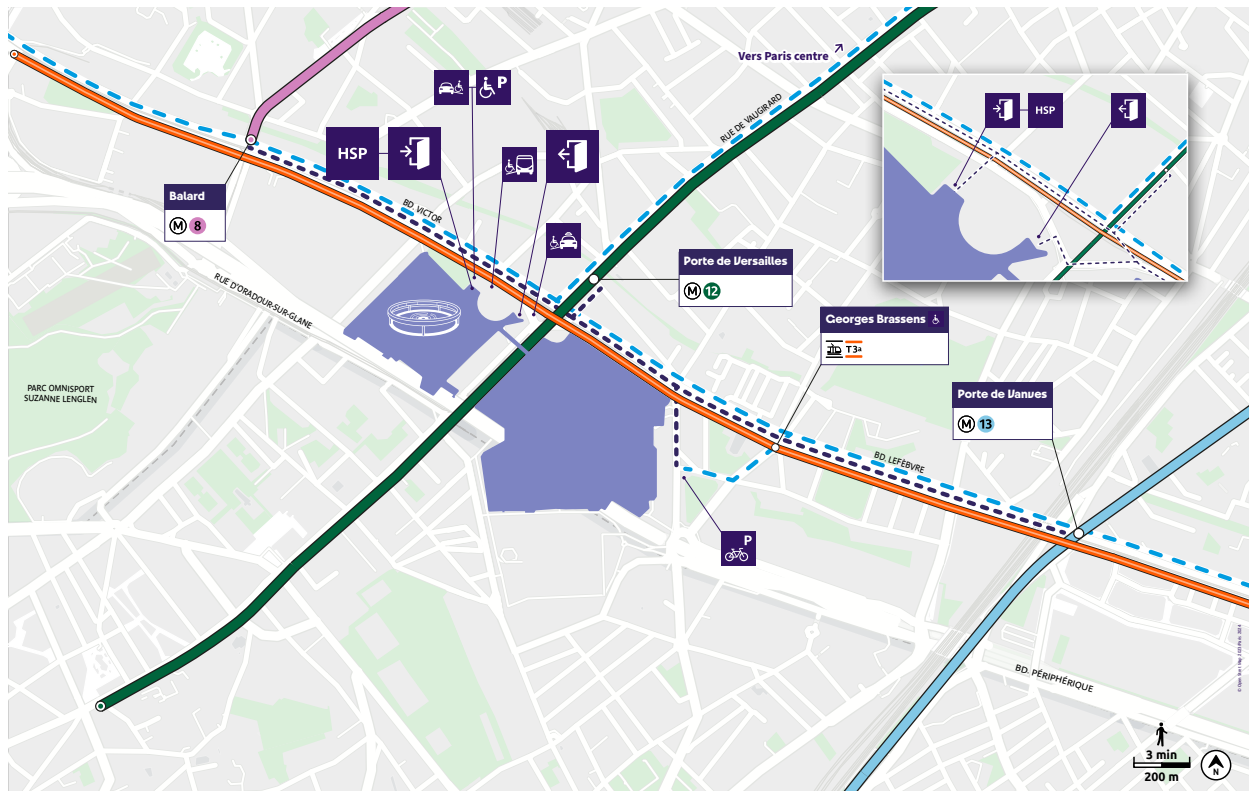 Vers Paris centre
RUE DE VAUGIRARD
P
HSP
HSP
Balard
M 8
BD. VICTOR
RUE D'ORADOUR-SUR-GLANE
Porte de Versailles
M 12
Georges Brassens
T3a
PARC OMNISPORT
SUZANNE LENGLEN
Porte de Vanves
M 13
BD. LEFÈBVRE
P
BD. PÉRIPHÉRIQUE
3 min
200 m
N